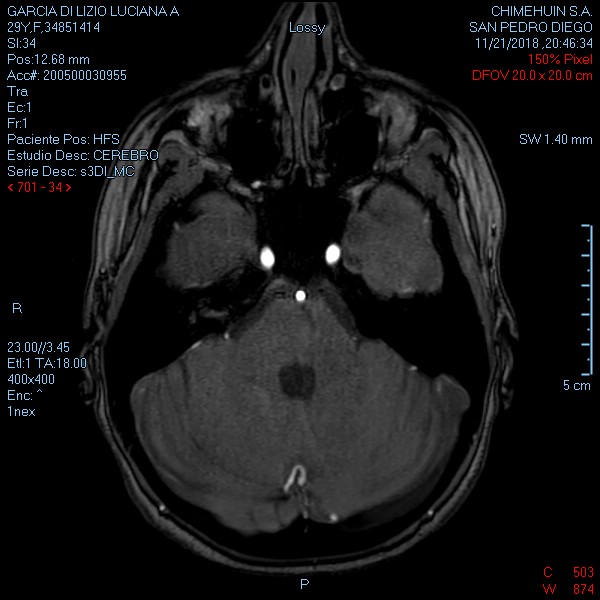 GARCIA DI LIZIO LUCIANA A
29Y,F,34851414
Sl:34
Pos:12.68 mm
Acc#: 200500030955
Tra
Ec:1
Fr:1
Paciente Pos: HFS
Estudio Desc: CEREBRO
Serie Desc: s3DI_MC
< 701 - 34 >
Lossy
CHIMEHUIN S.A.
SAN PEDRO DIEGO
11/21/2018 ,20:46:34
150% Pixel
DFOV 20.0 x 20.0 cm
SW 1.40 mm
R
23.00//3.45
Etl:1 TA:18.00
400x400
Enc: ^
1nex
5 cm
P
C 503
W 874